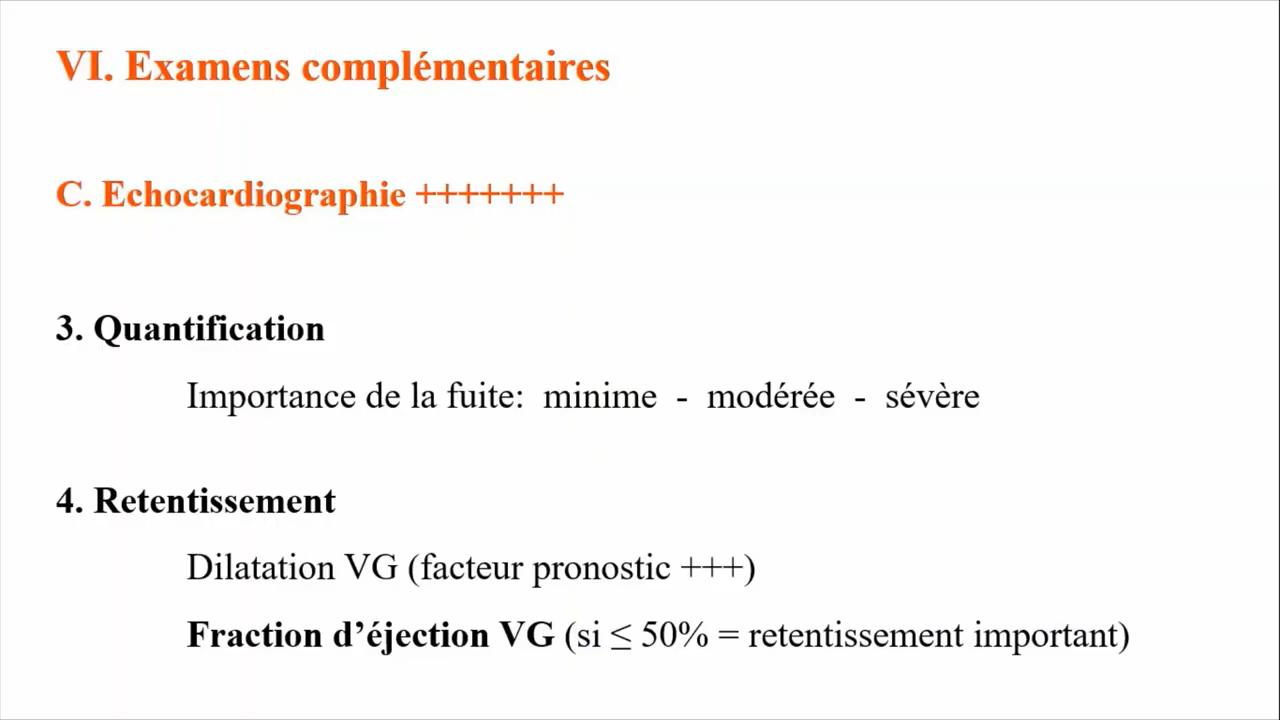 VI. Examens complémentaires
C. Echocardiographie +++++++
3. Quantification
Importance de la fuite: minime - modérée - sévère
4. Retentissement
Dilatation VG (facteur pronostic +++)
Fraction d’éjection VG (si ≤ 50% = retentissement important)